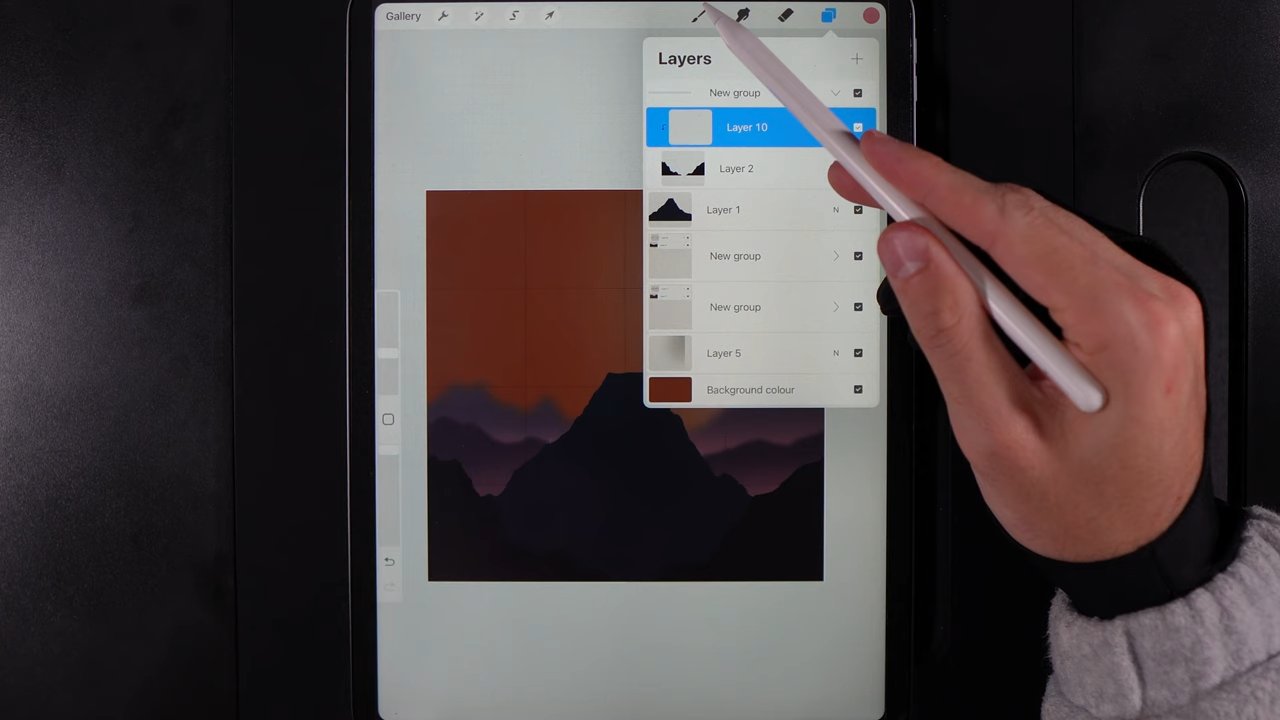 Gallery
Layers
New group
Layer 10
Layer 2
Layer 1 N
New group
New group
Layer 5 N
Background colour